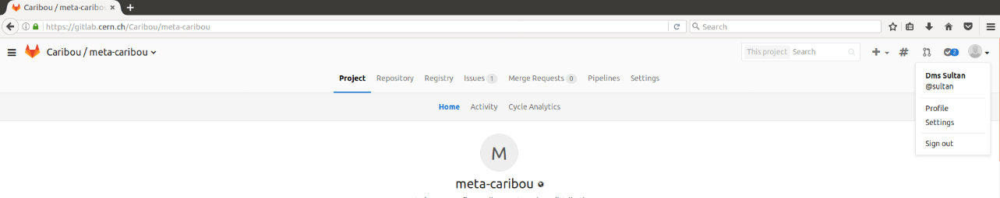 Caribou / meta-caribou
https://gitlab.cern.ch/Caribou/meta-caribou
Search
Caribou / meta-caribou
This project Search
2
Project Repository Registry Issues 1 Merge Requests 0 Pipelines Settings
Dms Sultan
@sultan
Home Activity Cycle Analytics
Profile
Settings
Sign out
M
meta-caribou